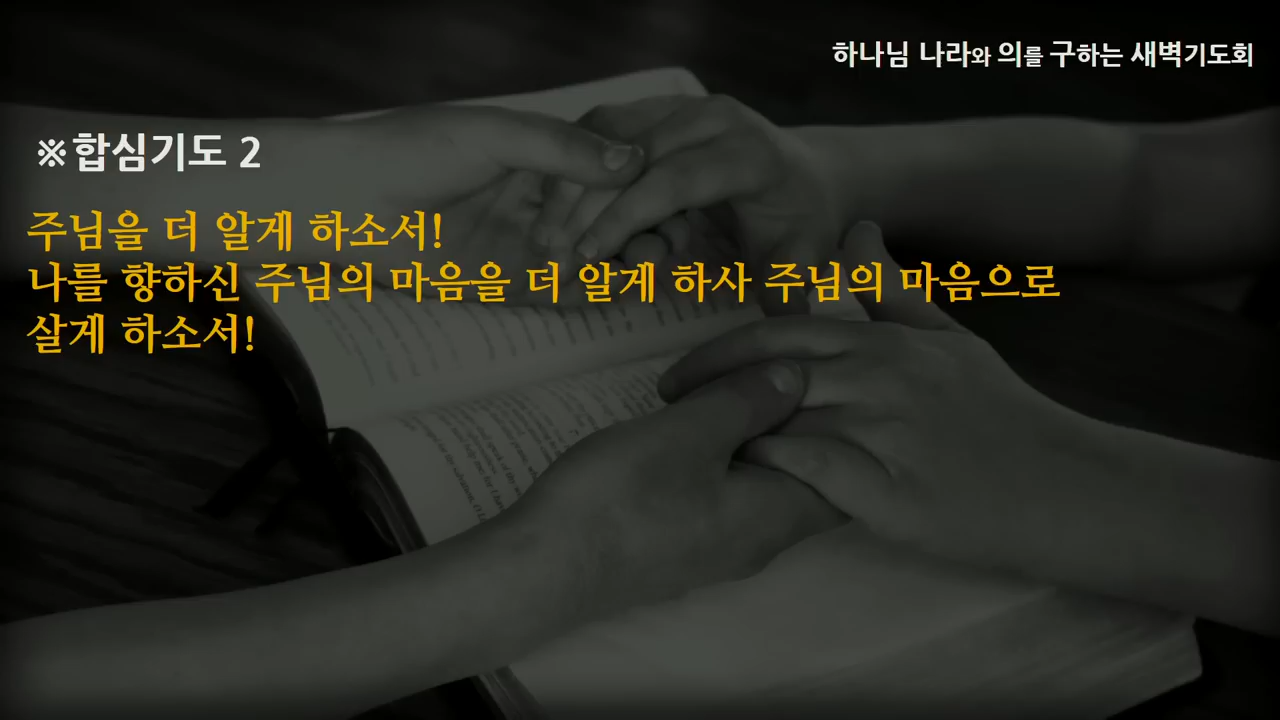 하나님 나라와 의를 구하는 새벽기도회
※합심기도 2
주님을 더 알게 하소서!
나를 향하신 주님의 마음을 더 알게 하사 주님의 마음으로
살게 하소서!